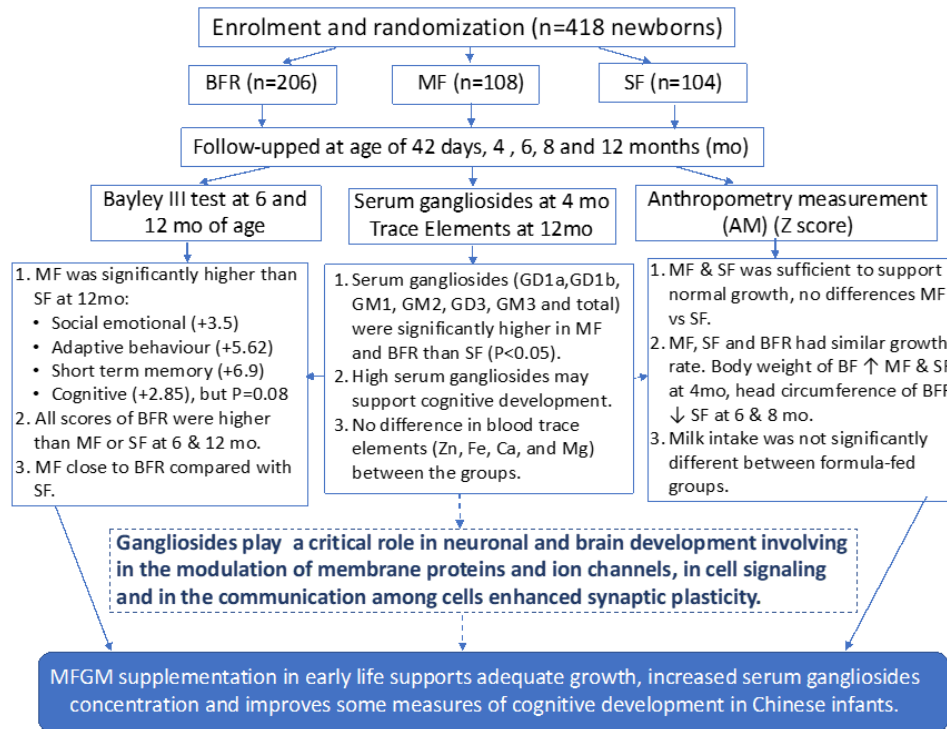 Enrolment and randomization (n=418 newborns)
BFR (n=206)
MF (n=108)
SF (n=104)
Follow-upped at age of 42 days, 4 , 6, 8 and 12 months (mo)
Bayley III test at 6 and
12 mo of age
Serum gangliosides at 4 mo
Trace Elements at 12mo
Anthropometry measurement
(AM) (Z score)
1. MF was significantly higher than
SF at 12mo:
• Social emotional (+3.5)
• Adaptive behaviour (+5.62)
• Short term memory (+6.9)
• Cognitive (+2.85), but P=0.08
2. All scores of BFR were higher
than MF or SF at 6 & 12 mo.
3. MF close to BFR compared with
SF.
1. Serum gangliosides (GD1a,GD1b,
GM1, GM2, GD3, GM3 and total)
were significantly higher in MF
and BFR than SF (P<0.05).
2. High serum gangliosides may
support cognitive development.
3. No difference in blood trace
elements (Zn, Fe, Ca, and Mg)
between the groups.
1. MF & SF was sufficient to support
normal growth, no differences MF
vs SF.
2. MF, SF and BFR had similar growth
rate. Body weight of BF ↑ MF & SF
at 4mo, head circumference of BFR
↓ SF at 6 & 8 mo.
3. Milk intake was not significantly
different between formula-fed
groups.
Gangliosides play a critical role in neuronal and brain development involving
in the modulation of membrane proteins and ion channels, in cell signaling
and in the communication among cells enhanced synaptic plasticity.
MFGM supplementation in early life supports adequate growth, increased serum gangliosides
concentration and improves some measures of cognitive development in Chinese infants.